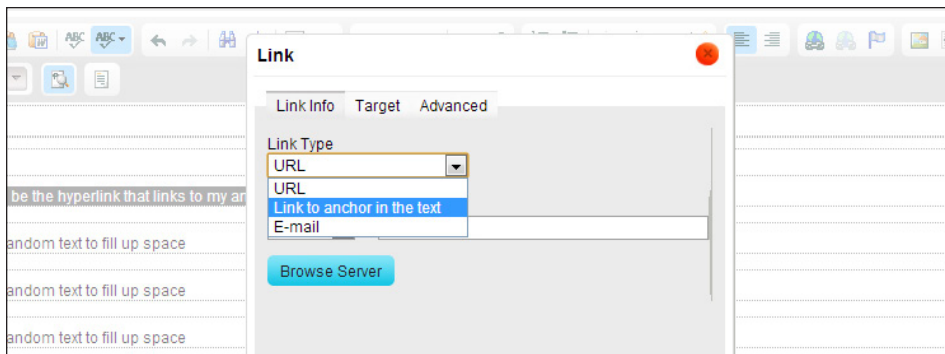 ABC ABC
Link
Link Info Target Advanced
Link Type
URL
URL
be the hyperlink that links to my an
Link to anchor in the text
E-mail
andom text to fill up space
Browse Server
andom text to fill up space
andom text to fill up space